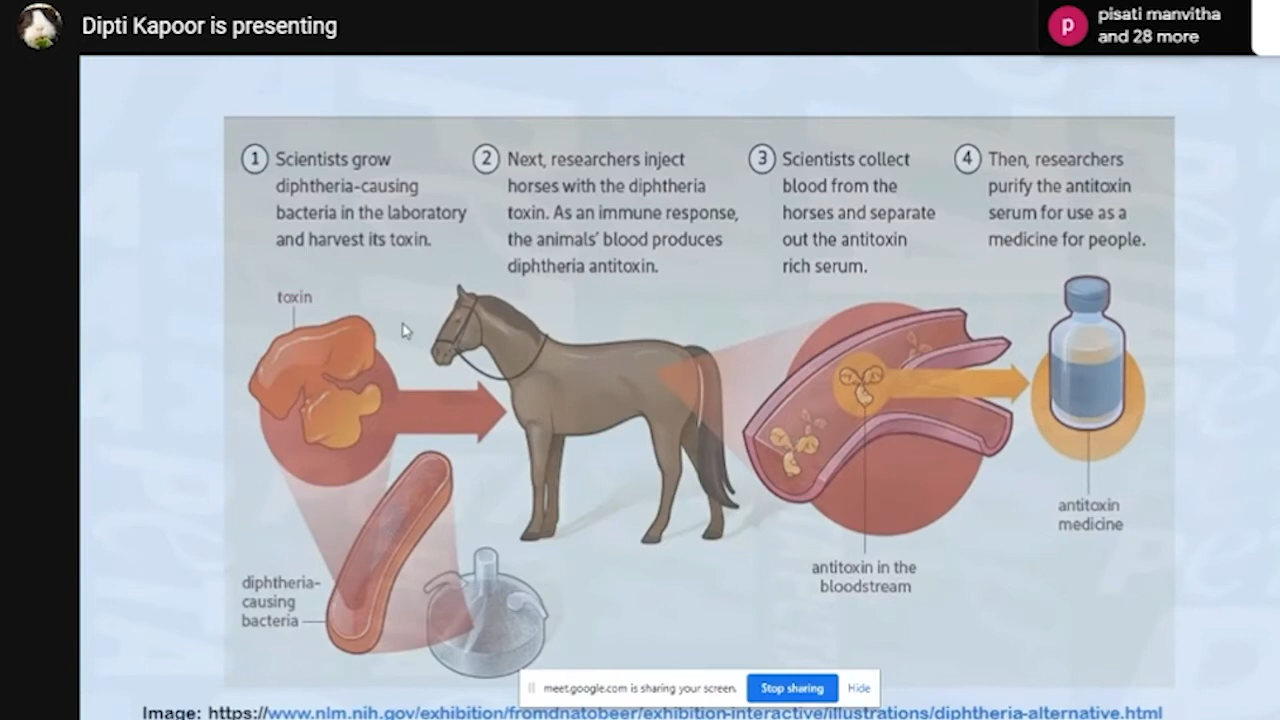 Dipti Kapoor is presenting
p
pisati manvitha
and 28 more
1 Scientists grow
diphtheria-causing
bacteria in the laboratory
and harvest its toxin.
2 Next, researchers inject
horses with the diphtheria
toxin. As an immune response,
the animals' blood produces
diphtheria antitoxin.
3 Scientists collect
blood from the
horses and separate
out the antitoxin
rich serum.
4 Then, researchers
purify the antitoxin
serum for use as a
medicine for people.
toxin
diphtheria-
causing
bacteria
antitoxin in the
bloodstream
antitoxin
medicine
meet.google.com is sharing your screen.
Stop sharing
Hide
Image: https://www.nlm.nih.gov/exhibition/fromdnatobeer/exhibition-interactive/illustrations/diphtheria-alternative.html